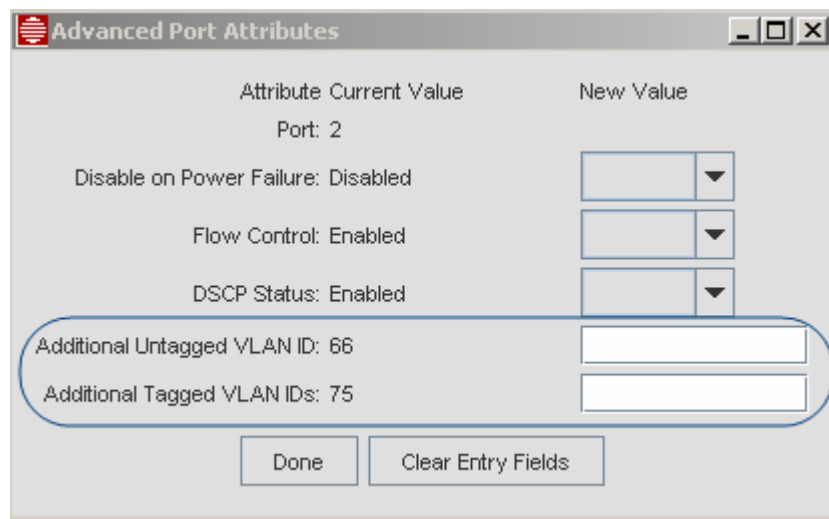 Advanced Port Attributes
Attribute Current Value New Value
Port: 2
Disable on Power Failure: Disabled
Flow Control: Enabled
DSCP Status: Enabled
Additional Untagged VLAN ID: 66
Additional Tagged VLAN IDs: 75
Done Clear Entry Fields